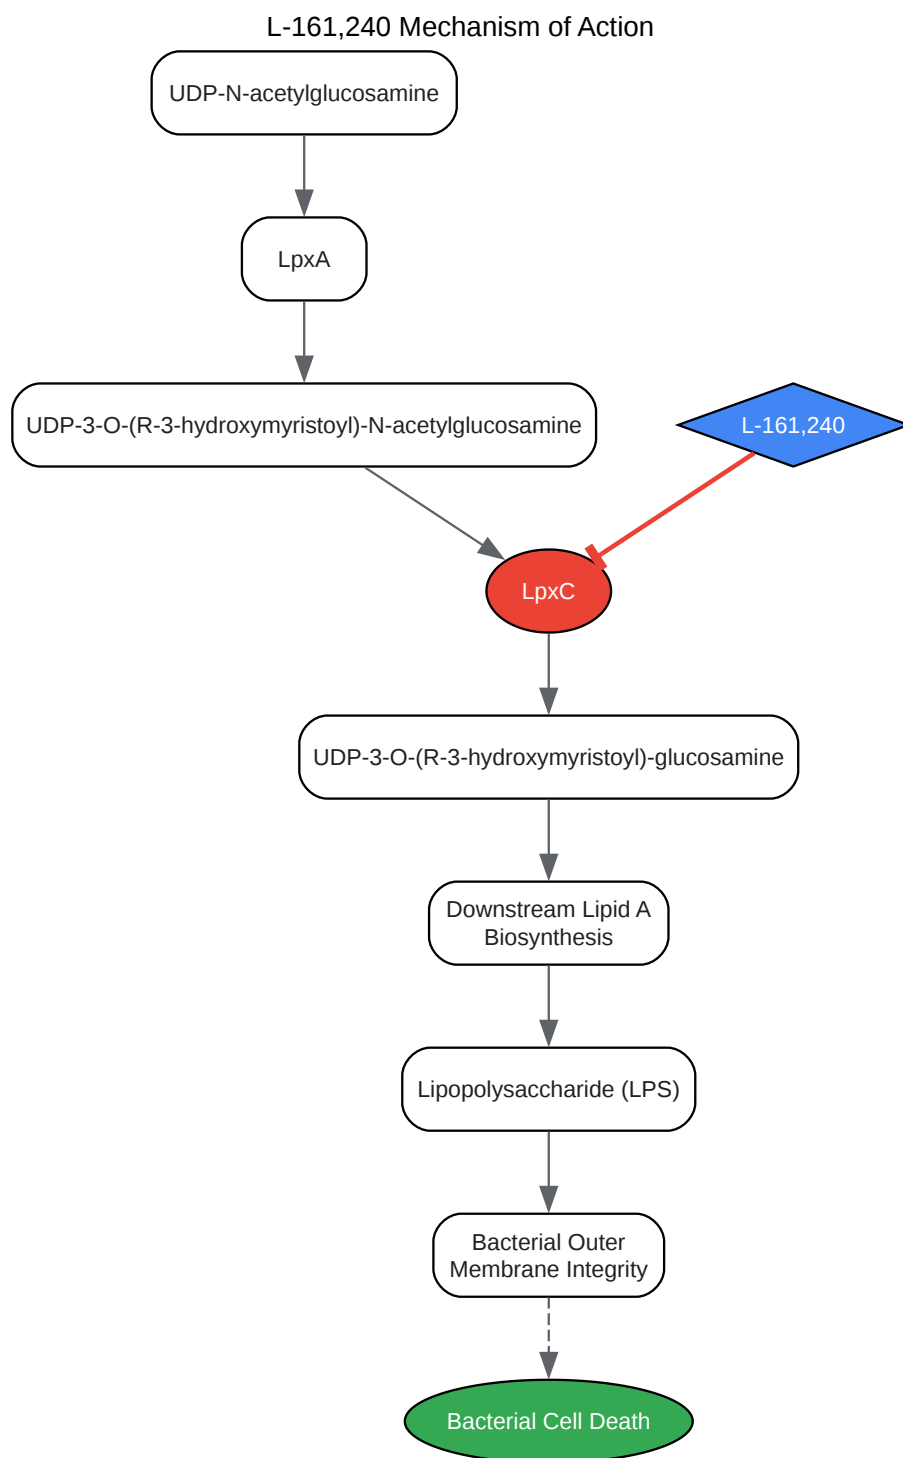 L-161,240 Mechanism of Action
UDP-N-acetylglucosamine
LpxA
UDP-3-O-(R-3-hydroxymyristoyl)-N-acetylglucosamine
L-161,240
LpxC
UDP-3-O-(R-3-hydroxymyristoyl)-glucosamine
Downstream Lipid A
Biosynthesis
Lipopolysaccharide (LPS)
Bacterial Outer
Membrane Integrity
Bacterial Cell Death